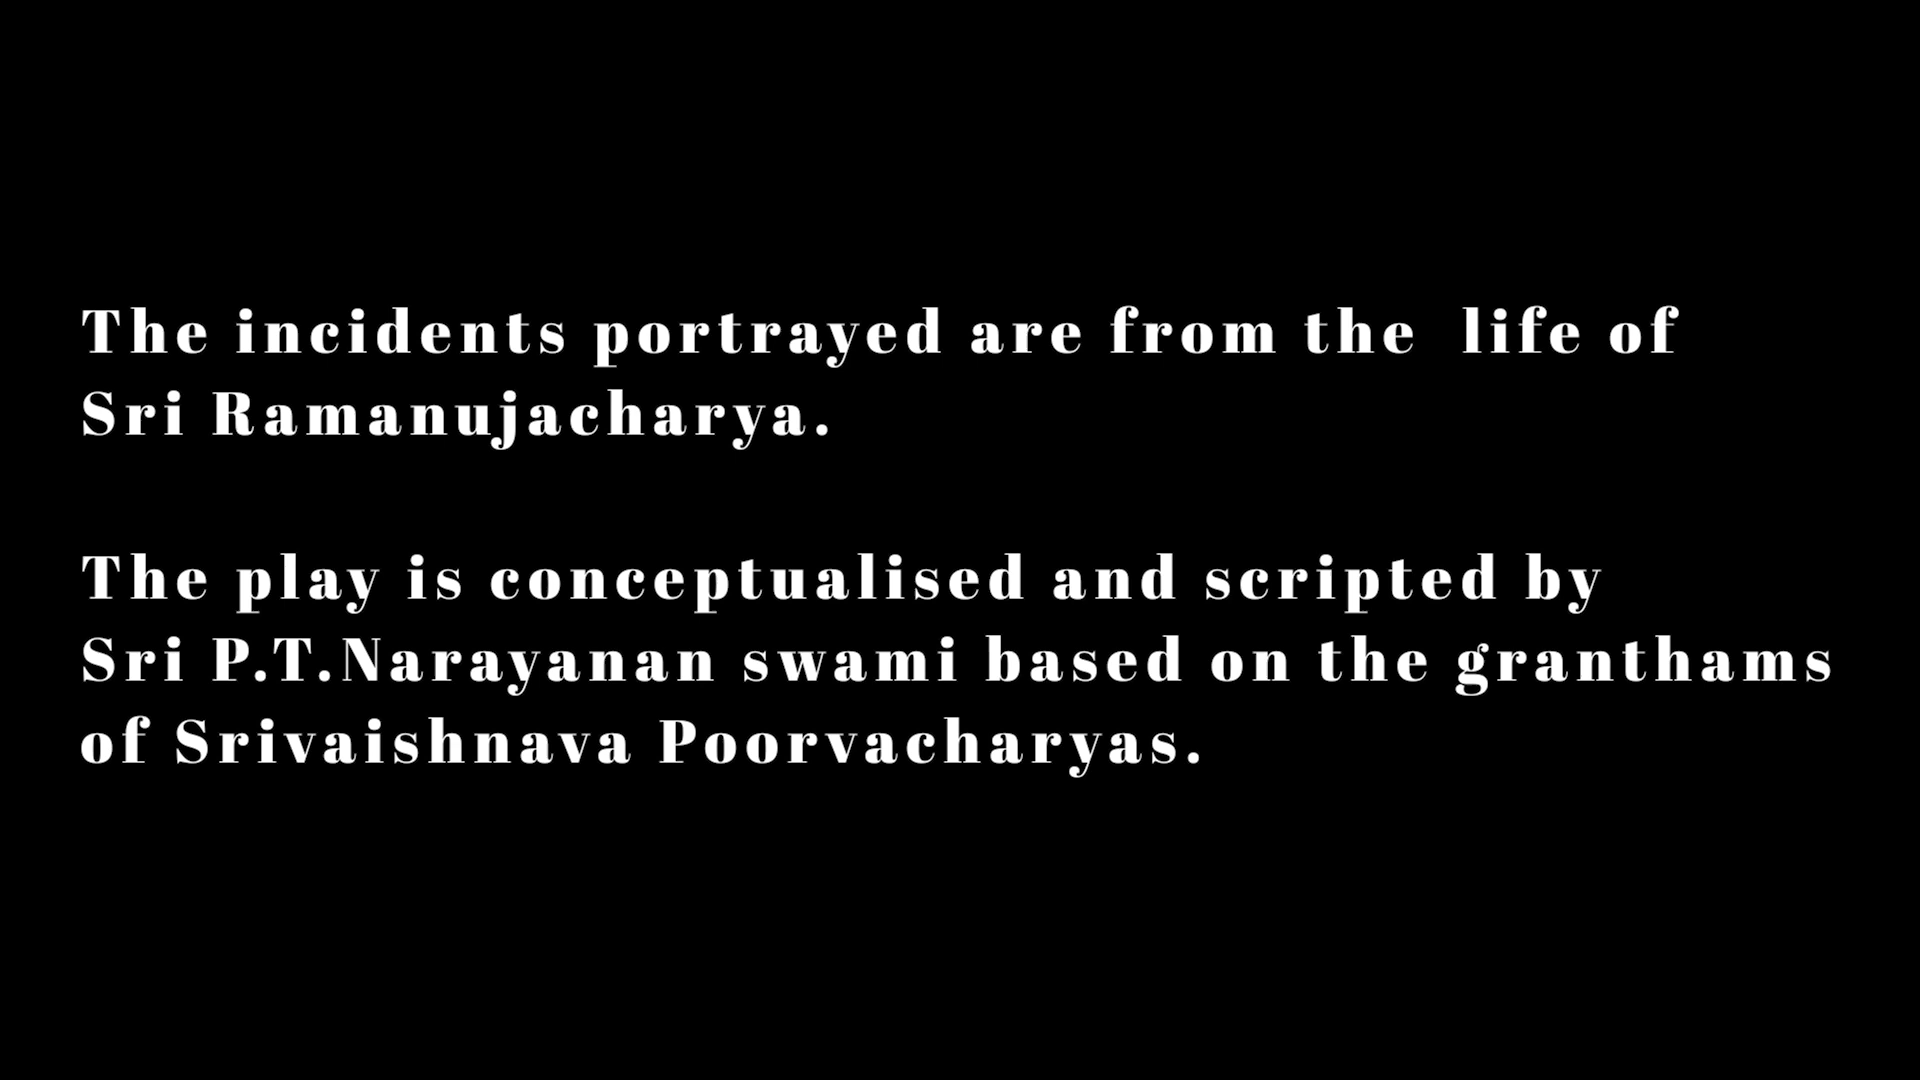 The incidents portrayed are from the life of
Sri Ramanujacharya.
The play is conceptualised and scripted by
Sri P.T.Narayanan swami based on the granthams
of Srivaishnava Poorvacharyas.